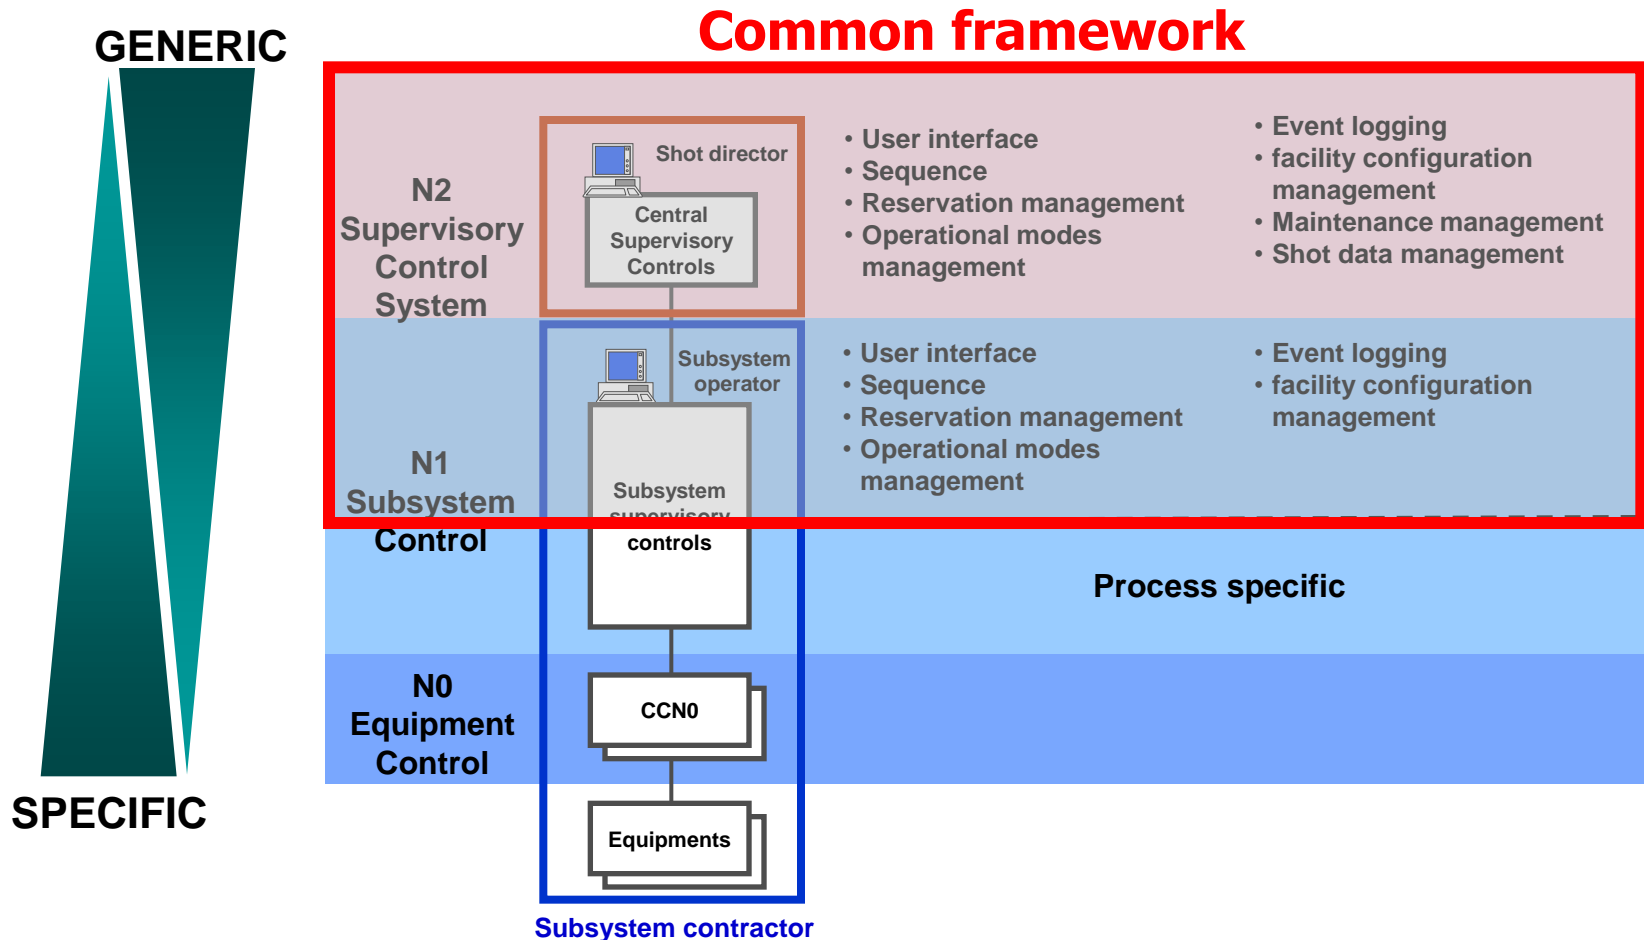 Common framework
GENERIC
SPECIFIC
N2
Supervisory
Control
System
Shot director
Central
Supervisory
Controls
• User interface
• Sequence
• Reservation management
• Operational modes
management
• Event logging
• facility configuration
management
• Maintenance management
• Shot data management
N1
Subsystem
Control
Subsystem
operator
Subsystem
supervisory
controls
• User interface
• Sequence
• Reservation management
• Operational modes
management
• Event logging
• facility configuration
management
Process specific
N0
Equipment
Control
CCN0
Equipments
Subsystem contractor